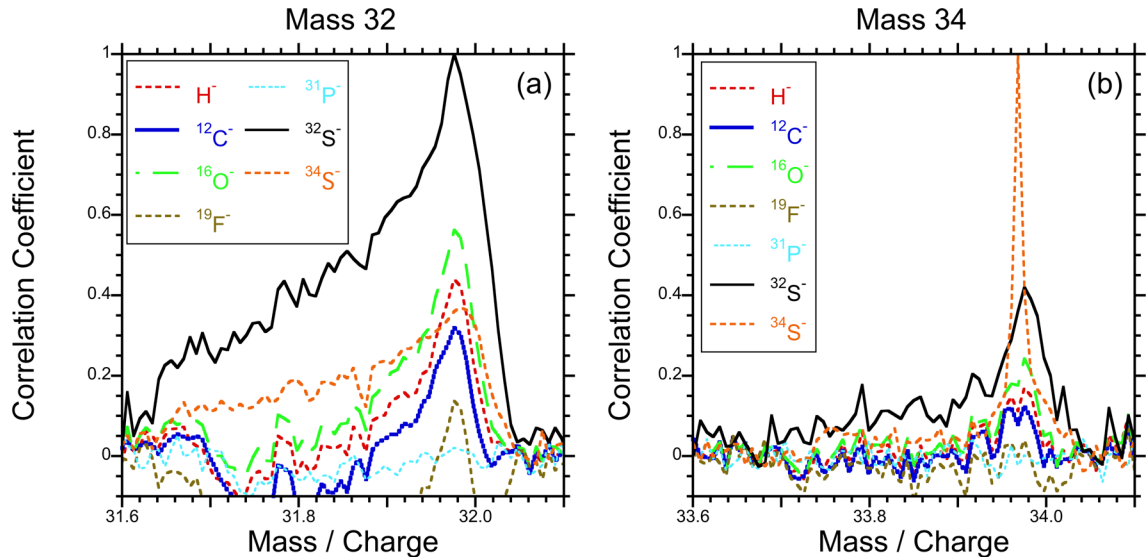 Mass 32
Correlation Coefficient
1
0.8
0.6
0.4
0.2
0
(a)
H⁻
¹²C⁻
¹⁶O⁻
¹⁹F⁻
³¹P⁻
³²S⁻
³⁴S⁻
31.6
31.8
32.0
Mass / Charge
Mass 34
Correlation Coefficient
1
0.8
0.6
0.4
0.2
0
(b)
H⁻
¹²C⁻
¹⁶O⁻
¹⁹F⁻
³¹P⁻
³²S⁻
³⁴S⁻
33.6
33.8
34.0
Mass / Charge